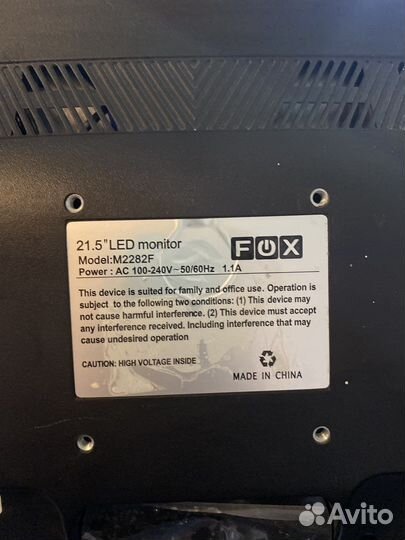 21.5"LED monitor
FOX
Model:M2282F
Power : AC 100-240V~50/60Hz 1.1A
This device is suited for family and office use. Operation is
subject to the following two conditions: (1) This device may
not cause harmful interference. (2) This device must accept
any interference received. Including interference that may
cause undesired operation
CAUTION: HIGH VOLTAGE INSIDE
MADE IN CHINA
Avito